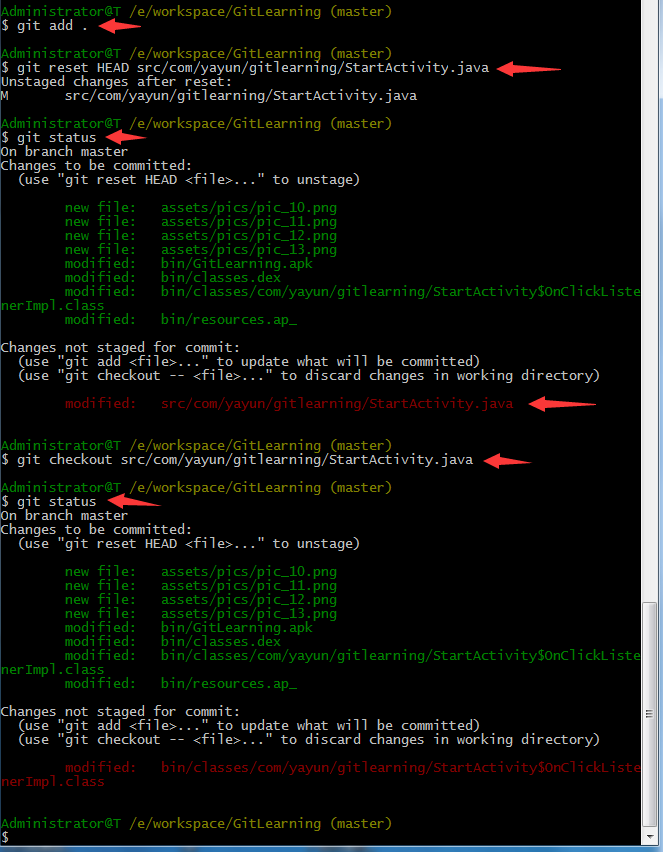 Administrator@T /e/workspace/GitLearning (master)
$ git add .
Administrator@T /e/workspace/GitLearning (master)
$ git reset HEAD src/com/yayun/gitlearning/StartActivity.java
Unstaged changes after reset:
M       src/com/yayun/gitlearning/StartActivity.java
Administrator@T /e/workspace/GitLearning (master)
$ git status
On branch master
Changes to be committed:
  (use "git reset HEAD <file>..." to unstage)
        new file:   assets/pics/pic_10.png
        new file:   assets/pics/pic_11.png
        new file:   assets/pics/pic_12.png
        new file:   assets/pics/pic_13.png
        modified:   bin/GitLearning.apk
        modified:   bin/classes.dex
        modified:   bin/classes/com/yayun/gitlearning/StartActivity$OnClickListe
nerImpl.class
        modified:   bin/resources.ap_
Changes not staged for commit:
  (use "git add <file>..." to update what will be committed)
  (use "git checkout -- <file>..." to discard changes in working directory)
        modified:   src/com/yayun/gitlearning/StartActivity.java
Administrator@T /e/workspace/GitLearning (master)
$ git checkout src/com/yayun/gitlearning/StartActivity.java
Administrator@T /e/workspace/GitLearning (master)
$ git status
On branch master
Changes to be committed:
  (use "git reset HEAD <file>..." to unstage)
        new file:   assets/pics/pic_10.png
        new file:   assets/pics/pic_11.png
        new file:   assets/pics/pic_12.png
        new file:   assets/pics/pic_13.png
        modified:   bin/GitLearning.apk
        modified:   bin/classes.dex
        modified:   bin/classes/com/yayun/gitlearning/StartActivity$OnClickListe
nerImpl.class
        modified:   bin/resources.ap_
Changes not staged for commit:
  (use "git add <file>..." to update what will be committed)
  (use "git checkout -- <file>..." to discard changes in working directory)
        modified:   bin/classes/com/yayun/gitlearning/StartActivity$OnClickListe
nerImpl.class
Administrator@T /e/workspace/GitLearning (master)
$